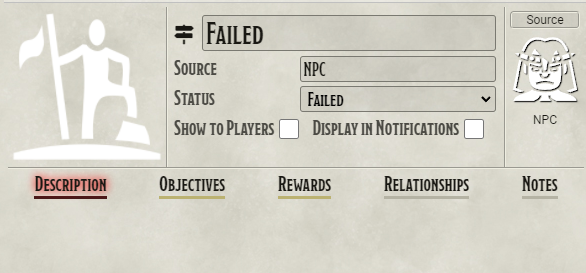 Failed
Source
Source NPC
Status Failed
NPC
Show to Players Display in Notifications
Description Objectives Rewards Relationships Notes